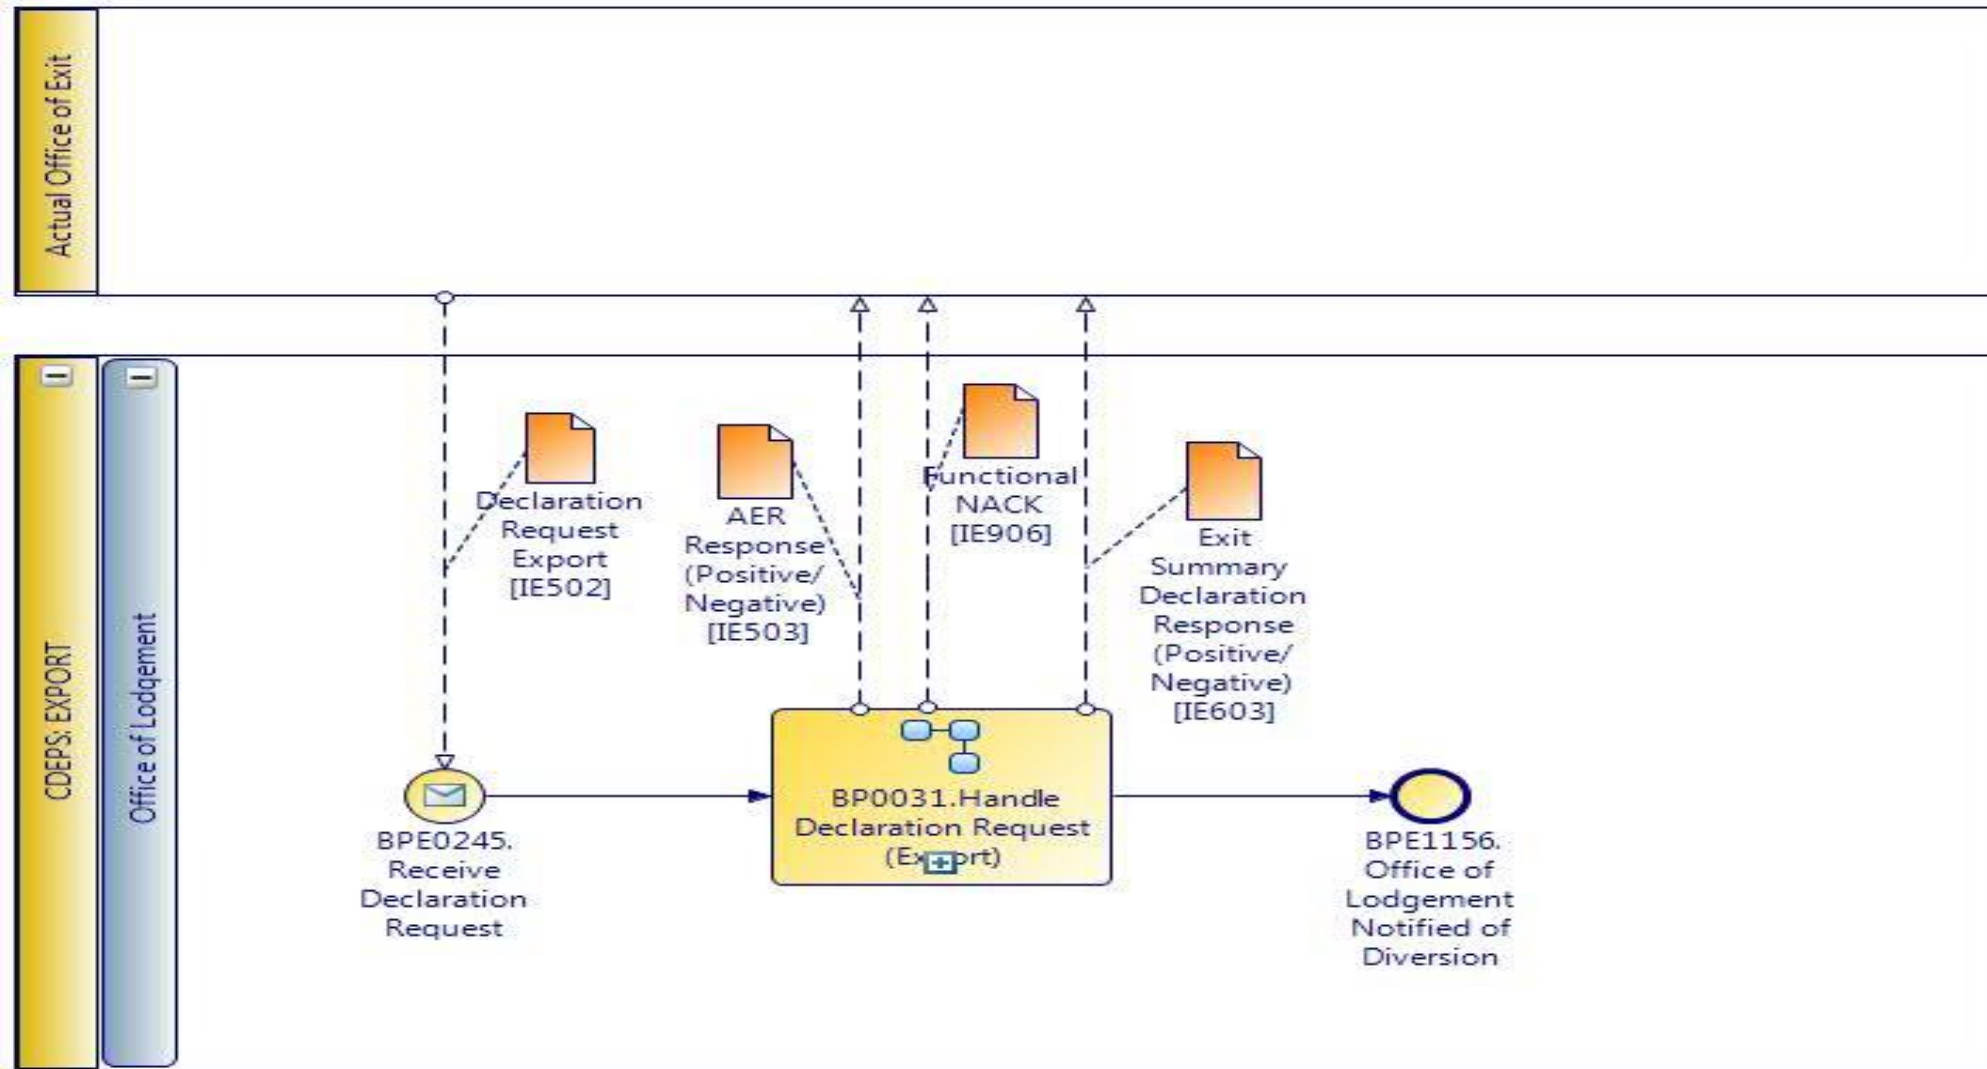 Actual Office of Exit
CDEPS: EXPORT
Office of Lodgement
Declaration
Request
Export
[IE502]
AER
Response
(Positive/
Negative)
[IE503]
Functional
NACK
[IE906]
Exit
Summary
Declaration
Response
(Positive/
Negative)
[IE603]
BPE0245.
Receive
Declaration
Request
BP0031.Handle
Declaration Request
(Export)
BPE1156.
Office of
Lodgement
Notified of
Diversion